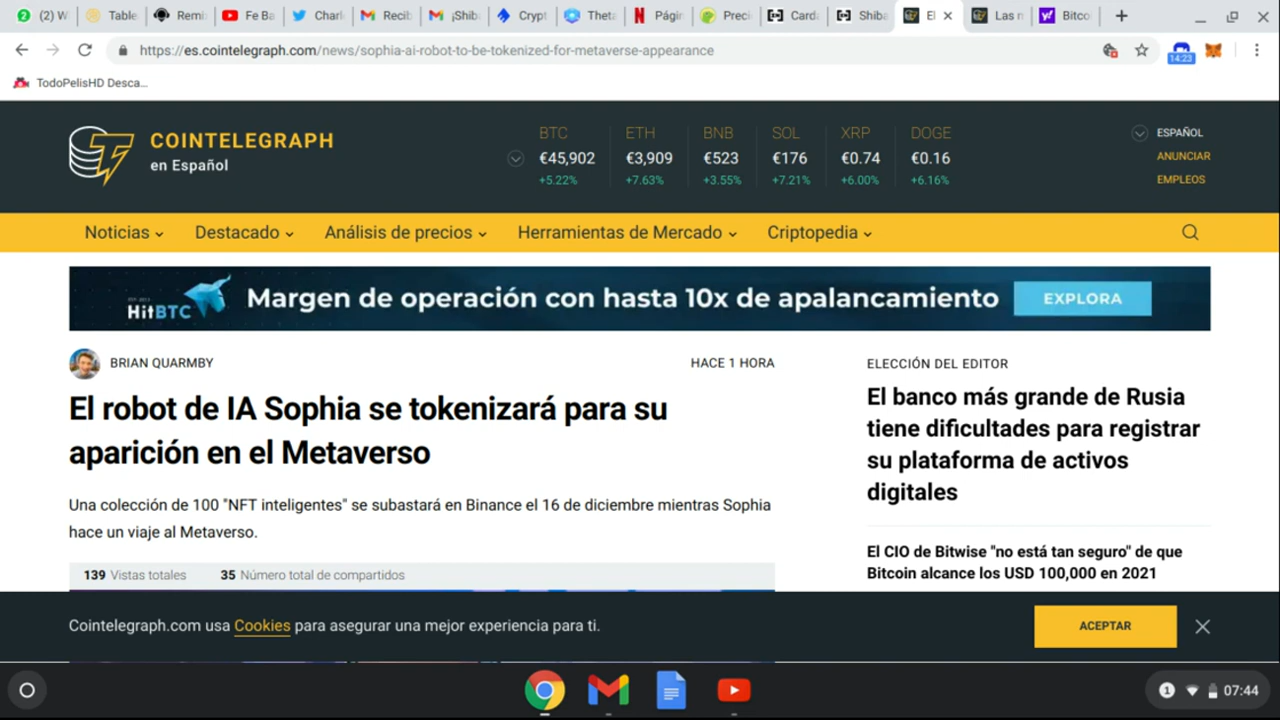 (2) W
Table
Remi
Fe Ba
Charl
Recib
¡Shib
Crypt
Theta
Págin
Preci
Carda
Shiba
El
Las n
Bitco
https://es.cointelegraph.com/news/sophia-ai-robot-to-be-tokenized-for-metaverse-appearance
14:23
TodoPelisHD Desca...
COINTELEGRAPH
en Español
BTC ETH BNB SOL XRP DOGE
€45,902 €3,909 €523 €176 €0.74 €0.16
+5.22% +7.63% +3.55% +7.21% +6.00% +6.16%
ESPAÑOL
ANUNCIAR
EMPLEOS
Noticias Destacado Análisis de precios Herramientas de Mercado Criptopedia
HitBTC Margen de operación con hasta 10x de apalancamiento EXPLORA
BRIAN QUARMBY HACE 1 HORA
El robot de IA Sophia se tokenizará para su
aparición en el Metaverso
Una colección de 100 "NFT inteligentes" se subastará en Binance el 16 de diciembre mientras Sophia
hace un viaje al Metaverso.
139 Vistas totales 35 Número total de compartidos
ELECCIÓN DEL EDITOR
El banco más grande de Rusia
tiene dificultades para registrar
su plataforma de activos
digitales
El CIO de Bitwise "no está tan seguro" de que
Bitcoin alcance los USD 100,000 en 2021
Cointelegraph.com usa Cookies para asegurar una mejor experiencia para ti.
ACEPTAR
1 07:44